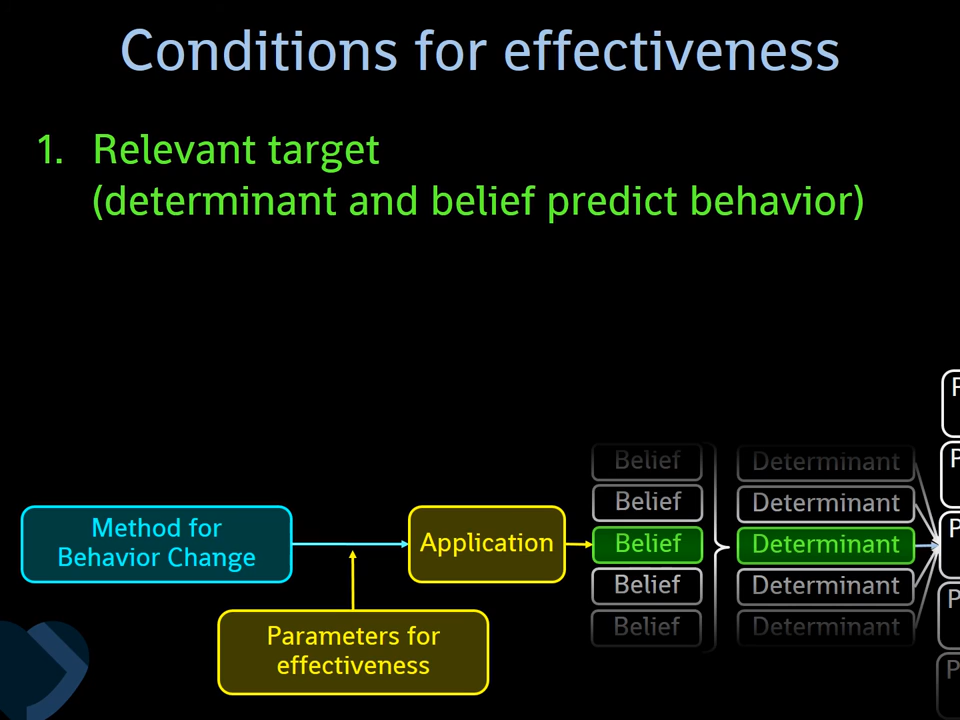 Conditions for effectiveness
1. Relevant target
(determinant and belief predict behavior)
Method for
Behavior Change
Parameters for
effectiveness
Application
Belief
Belief
Belief
Belief
Belief
Determinant
Determinant
Determinant
Determinant
Determinant
P
P
P
P
P